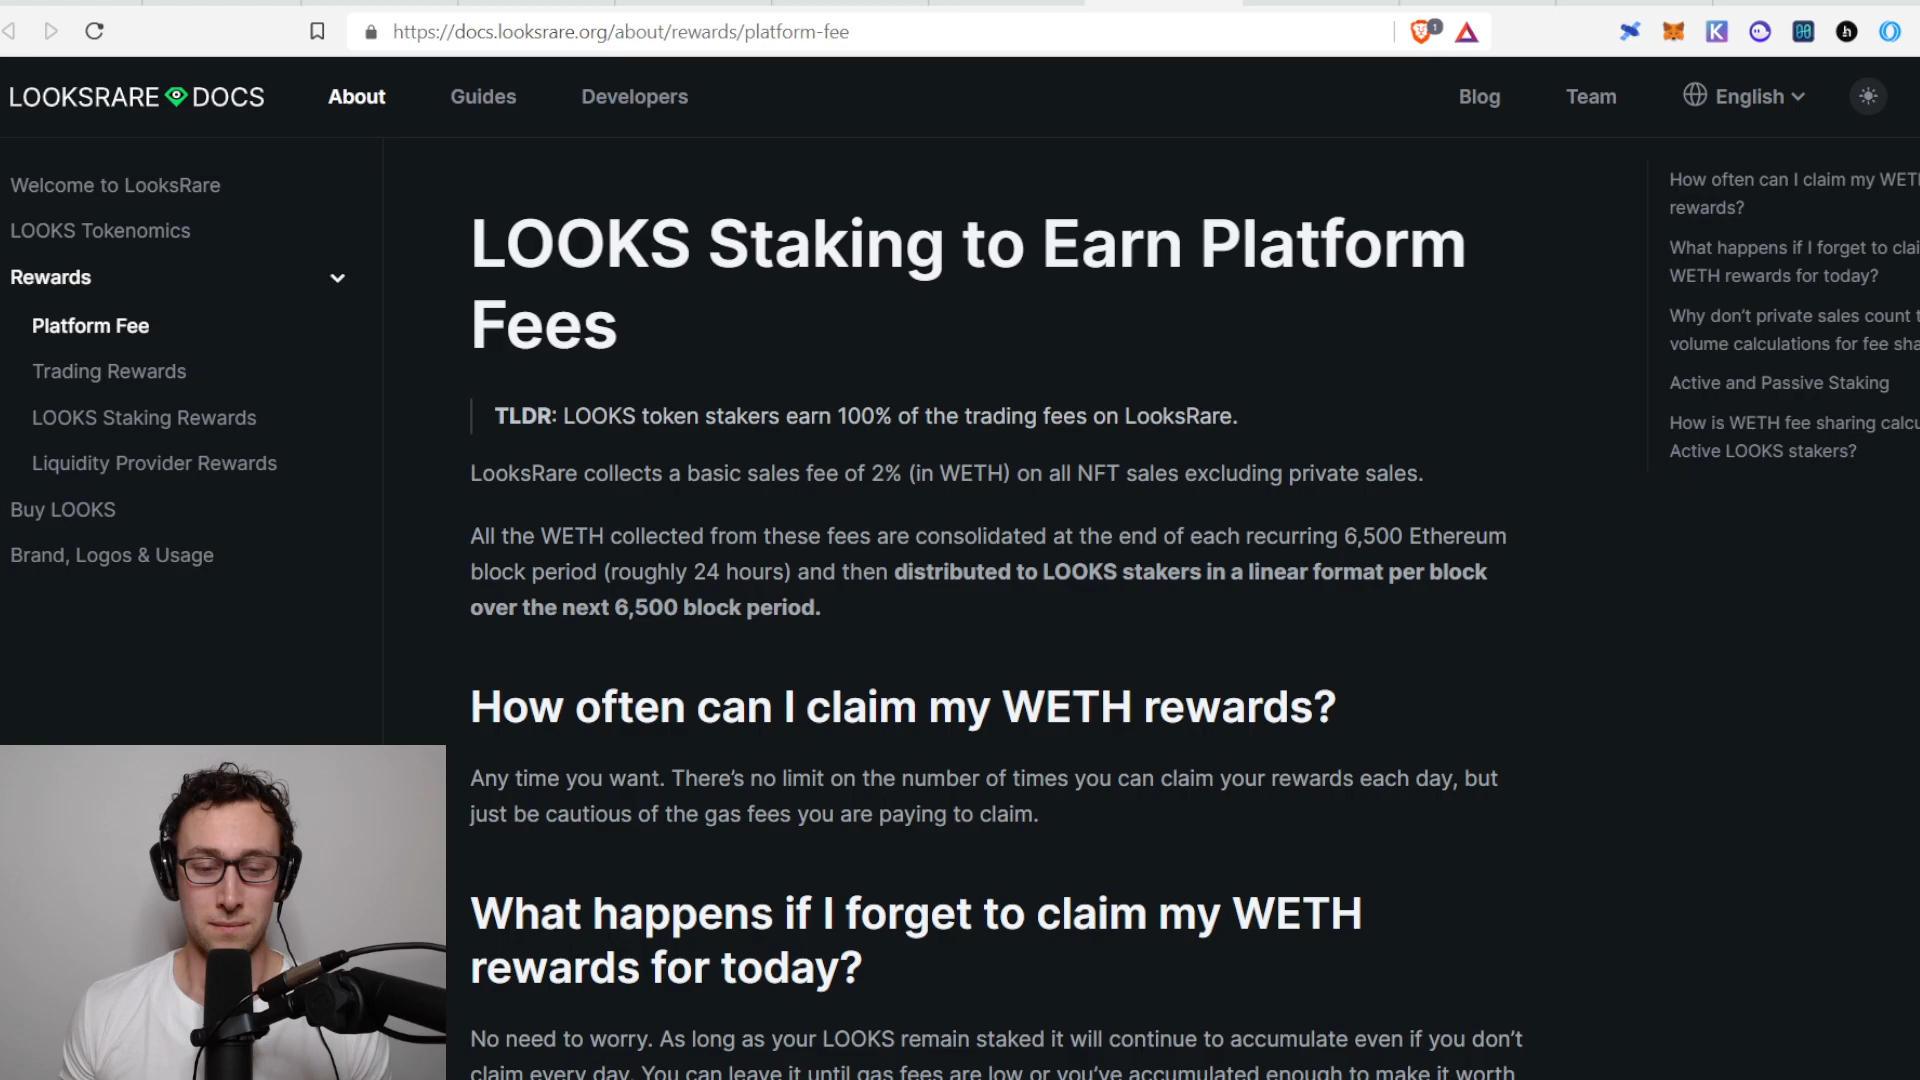 https://docs.looksrare.org/about/rewards/platform-fee
1
LOOKSRARE DOCS
About
Guides
Developers
Blog
Team
English
Welcome to LooksRare
LOOKS Tokenomics
Rewards
Platform Fee
Trading Rewards
LOOKS Staking Rewards
Liquidity Provider Rewards
Buy LOOKS
Brand, Logos & Usage
LOOKS Staking to Earn Platform
Fees
TLDR: LOOKS token stakers earn 100% of the trading fees on LooksRare.
LooksRare collects a basic sales fee of 2% (in WETH) on all NFT sales excluding private sales.
All the WETH collected from these fees are consolidated at the end of each recurring 6,500 Ethereum
block period (roughly 24 hours) and then distributed to LOOKS stakers in a linear format per block
over the next 6,500 block period.
How often can I claim my WETH rewards?
Any time you want. There’s no limit on the number of times you can claim your rewards each day, but
just be cautious of the gas fees you are paying to claim.
What happens if I forget to claim my WETH
rewards for today?
No need to worry. As long as your LOOKS remain staked it will continue to accumulate even if you don’t
claim every day. You can leave it until gas fees are low or you’ve accumulated enough to make it worth
How often can I claim my WETH
rewards?
What happens if I forget to clai
WETH rewards for today?
Why don’t private sales count t
volume calculations for fee sha
Active and Passive Staking
How is WETH fee sharing calcu
Active LOOKS stakers?